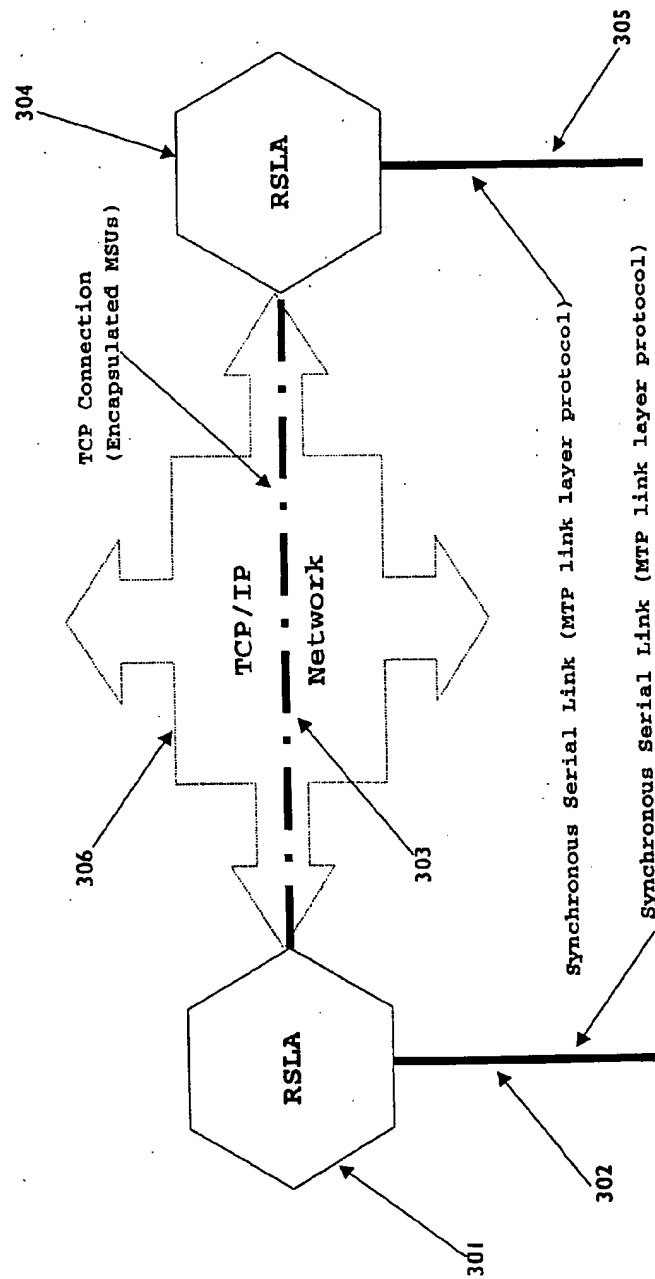 304
RSLA
305
TCP Connection
(Encapsulated MSUs)
306
TCP/IP
Network
303
Synchronous Serial Link (MTP link layer protocol)
Synchronous Serial Link (MTP link layer protocol)
RSLA
301
302